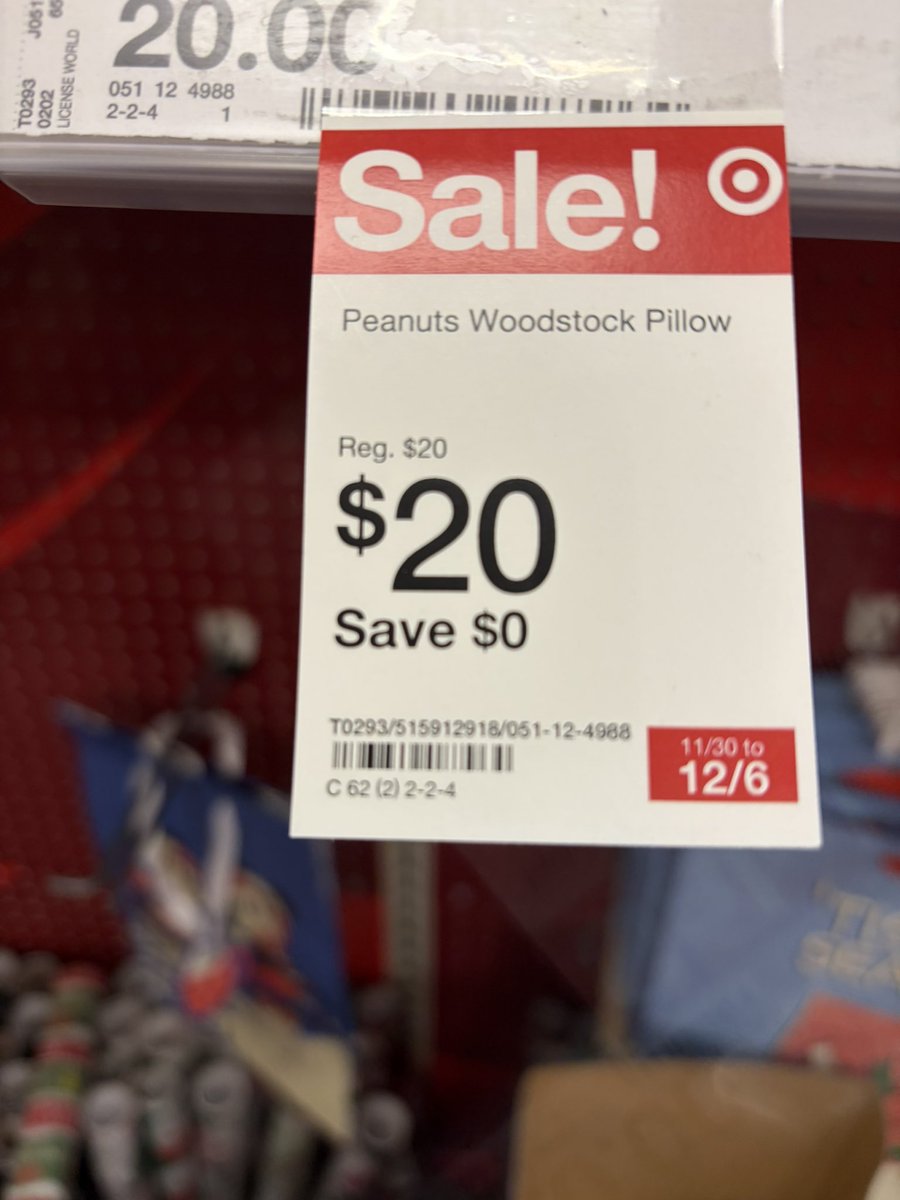 20.00
T0293 J051
0202 65
LICENSE WORLD
051 12 4988
2-2-4 1
Sale!
Peanuts Woodstock Pillow
Reg. $20
$20
Save $0
T0293/515912918/051-12-4988
C 62 (2) 2-2-4
11/30 to
12/6